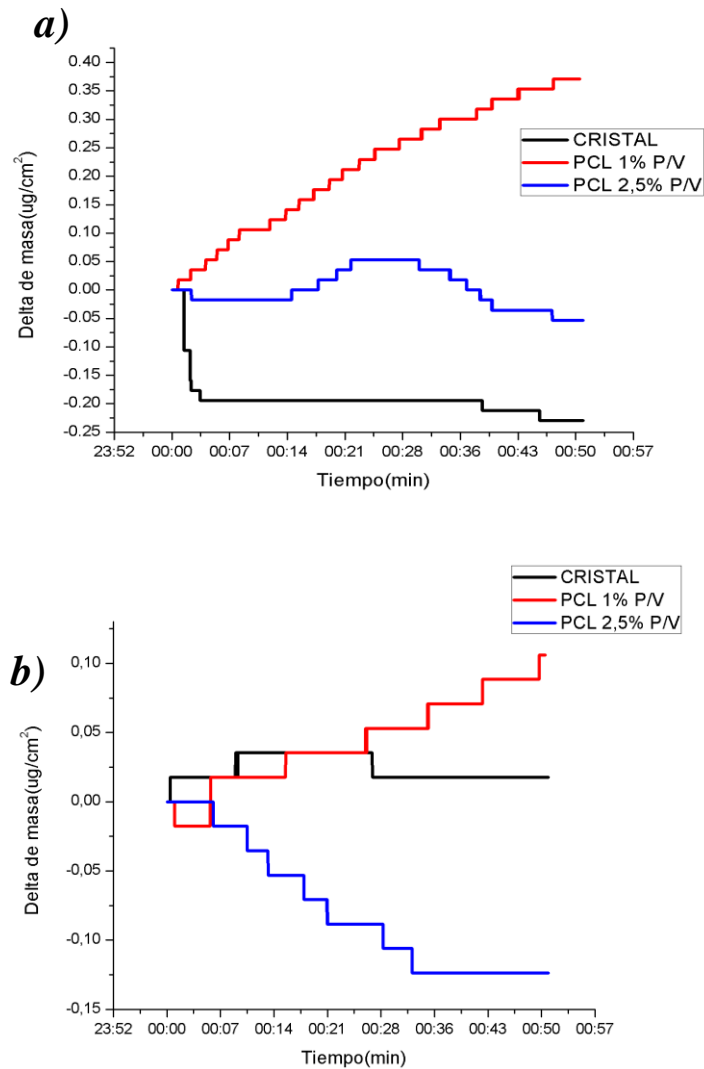 a)
0.40
0.35
0.30
0.25
0.20
0.15
0.10
0.05
0.00
-0.05
-0.10
-0.15
-0.20
-0.25
Delta de masa(ug/cm²)
CRISTAL
PCL 1% P/V
PCL 2,5% P/V
23:52 00:00 00:07 00:14 00:21 00:28 00:36 00:43 00:50 00:57
Tiempo(min)
CRISTAL
PCL 1% P/V
PCL 2,5% P/V
b)
0,10
0,05
0,00
-0,05
-0,10
-0,15
Delta de masa(ug/cm²)
23:52 00:00 00:07 00:14 00:21 00:28 00:36 00:43 00:50 00:57
Tiempo(min)